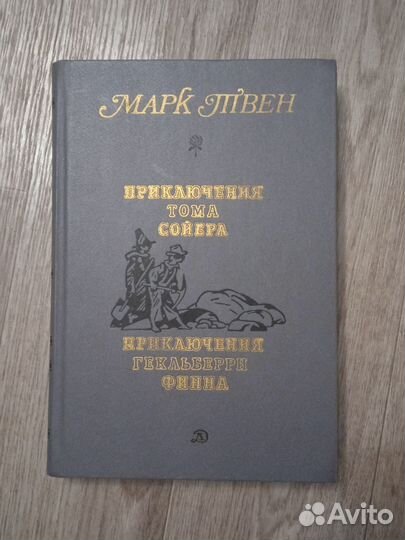 МАРК ТВЕН
ПРИКЛЮЧЕНИЯ
ТОМА
СОЙЕРА
ПРИКЛЮЧЕНИЯ
ГЕКЛЬБЕРРИ
ФИННА
Avito